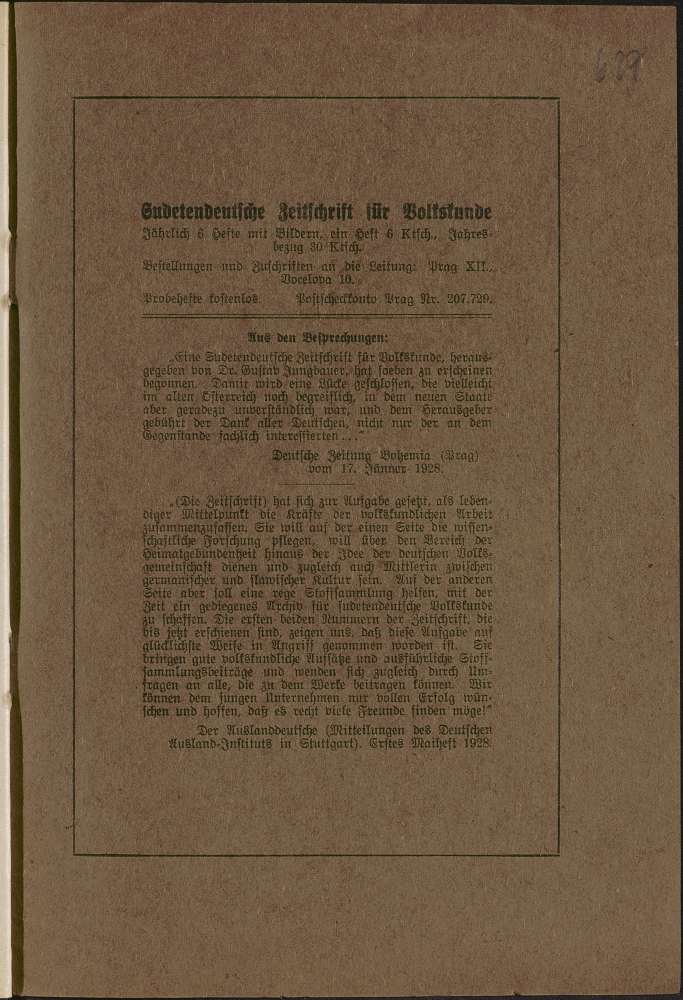 639
Sudetendeutsche Zeitschrift für Volkskunde
Jährlich 6 Hefte mit Bildern, ein Heft 6 Ktsch., Jahres-
bezug 30 Ktsch.
Bestellungen und Zuschriften an die Leitung: Prag XII.,
Vocelova 10.
Probehefte kostenlos. Postscheckkonto Prag Nr. 207.729.
Aus den Besprechungen:
„Eine Sudetendeutsche Zeitschrift für Volkskunde, heraus-
gegeben von Dr. Gustav Jungbauer, hat soeben zu erscheinen
begonnen. Damit wird eine Lücke geschlossen, die vielleicht
im alten Österreich noch begreiflich, in dem neuen Staate
aber geradezu unverständlich war, und dem Herausgeber
gebührt der Dank aller Deutschen, nicht nur der an dem
Gegenstande fachlich interessierten ..."
Deutsche Zeitung Bohemia (Prag)
vom 17. Jänner 1928.
„(Die Zeitschrift) hat sich zur Aufgabe gesetzt, als leben-
diger Mittelpunkt die Kräfte der volkskundlichen Arbeit
zusammenzufassen. Sie will auf der einen Seite die wissen-
schaftliche Forschung pflegen, will über den Bereich der
Heimatgebundenheit hinaus der Idee der deutschen Volks-
gemeinschaft dienen und zugleich auch Mittlerin zwischen
germanischer und slawischer Kultur sein. Auf der anderen
Seite aber soll eine rege Stoffsammlung helfen, mit der
Zeit ein gediegenes Archiv für sudetendeutsche Volkskunde
zu schaffen. Die ersten beiden Nummern der Zeitschrift, die
bis jetzt erschienen sind, zeigen uns, daß diese Aufgabe auf
glücklichste Weise in Angriff genommen worden ist. Sie
bringen gute volkskundliche Aufsätze und ausführliche Stoff-
sammlungsbeiträge und wenden sich zugleich durch Um-
fragen an alle, die zu dem Werke beitragen können. Wir
können dem jungen Unternehmen nur vollen Erfolg wün-
schen und hoffen, daß es recht viele Freunde finden möge!"
Der Auslanddeutsche (Mitteilungen des Deutschen
Ausland-Instituts in Stuttgart). Erstes Maiheft 1928.